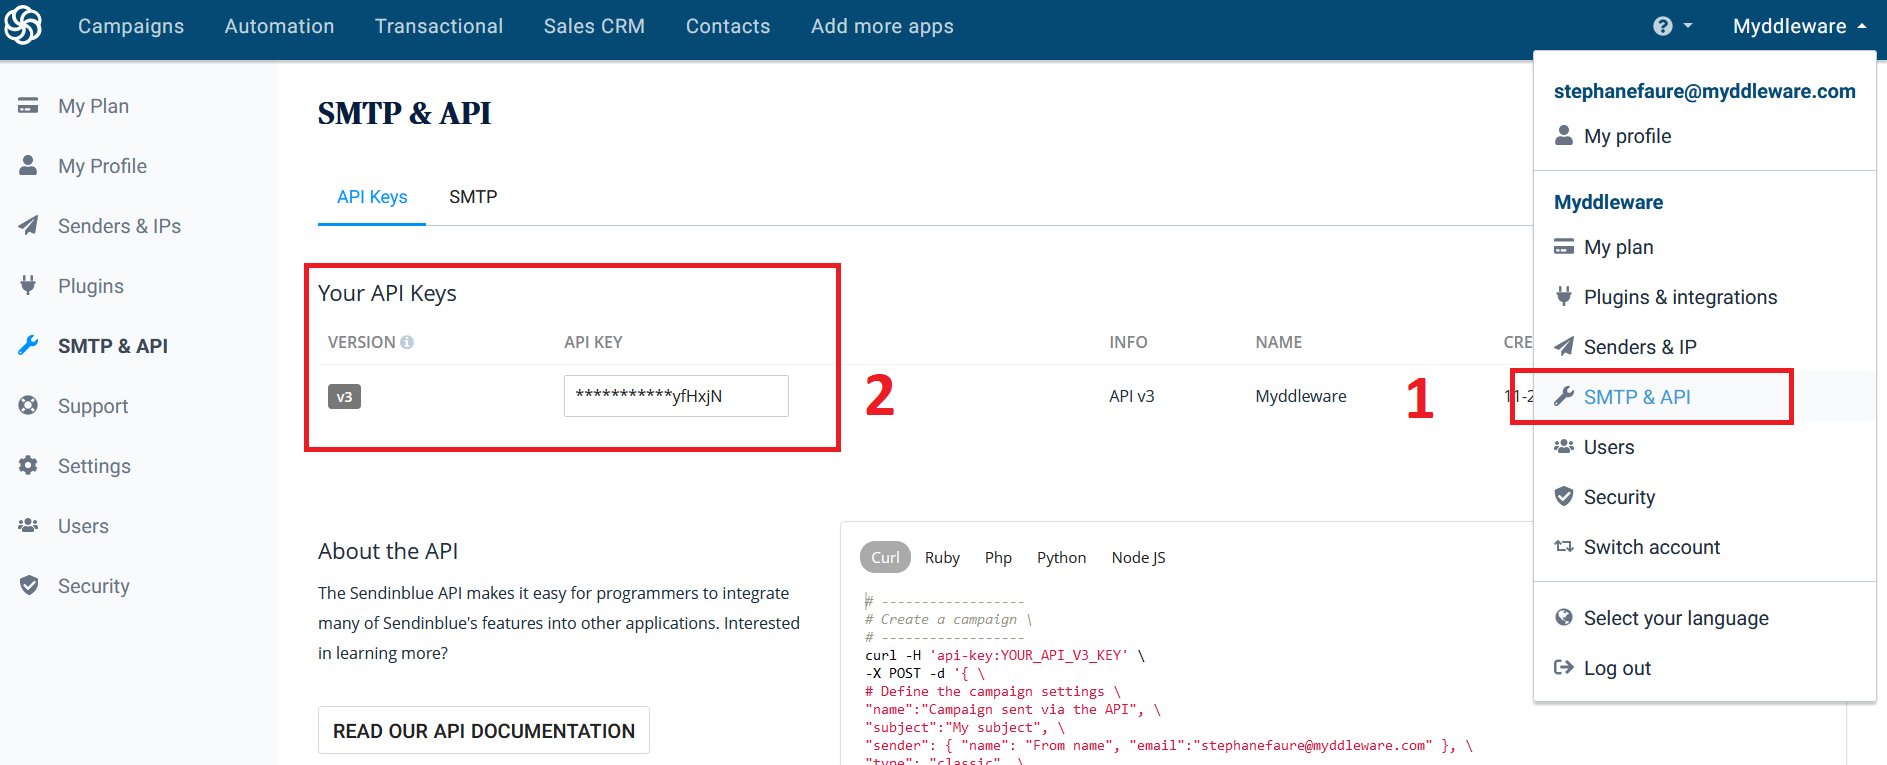 Campaigns Automation Transactional Sales CRM Contacts Add more apps ? Myddleware
My Plan
My Profile
Senders & IPs
Plugins
SMTP & API
Support
Settings
Users
Security
SMTP & API
API Keys SMTP
Your API Keys
VERSION API KEY INFO NAME CRE
v3 ***********yfHxjN API v3 Myddleware 11-2
2
1
About the API
The Sendinblue API makes it easy for programmers to integrate
many of Sendinblue's features into other applications. Interested
in learning more?
READ OUR API DOCUMENTATION
Curl Ruby Php Python Node JS
# ------------------
# Create a campaign \
# ------------------
curl -H 'api-key:YOUR_API_V3_KEY' \
-X POST -d '{ \
# Define the campaign settings \
"name":"Campaign sent via the API", \
"subject":"My subject", \
"sender": { "name": "From name", "email":"stephanefaure@myddleware.com" }, \
"type": "classic", \
stephanefaure@myddleware.com
My profile
Myddleware
My plan
Plugins & integrations
Senders & IP
SMTP & API
Users
Security
Switch account
Select your language
Log out